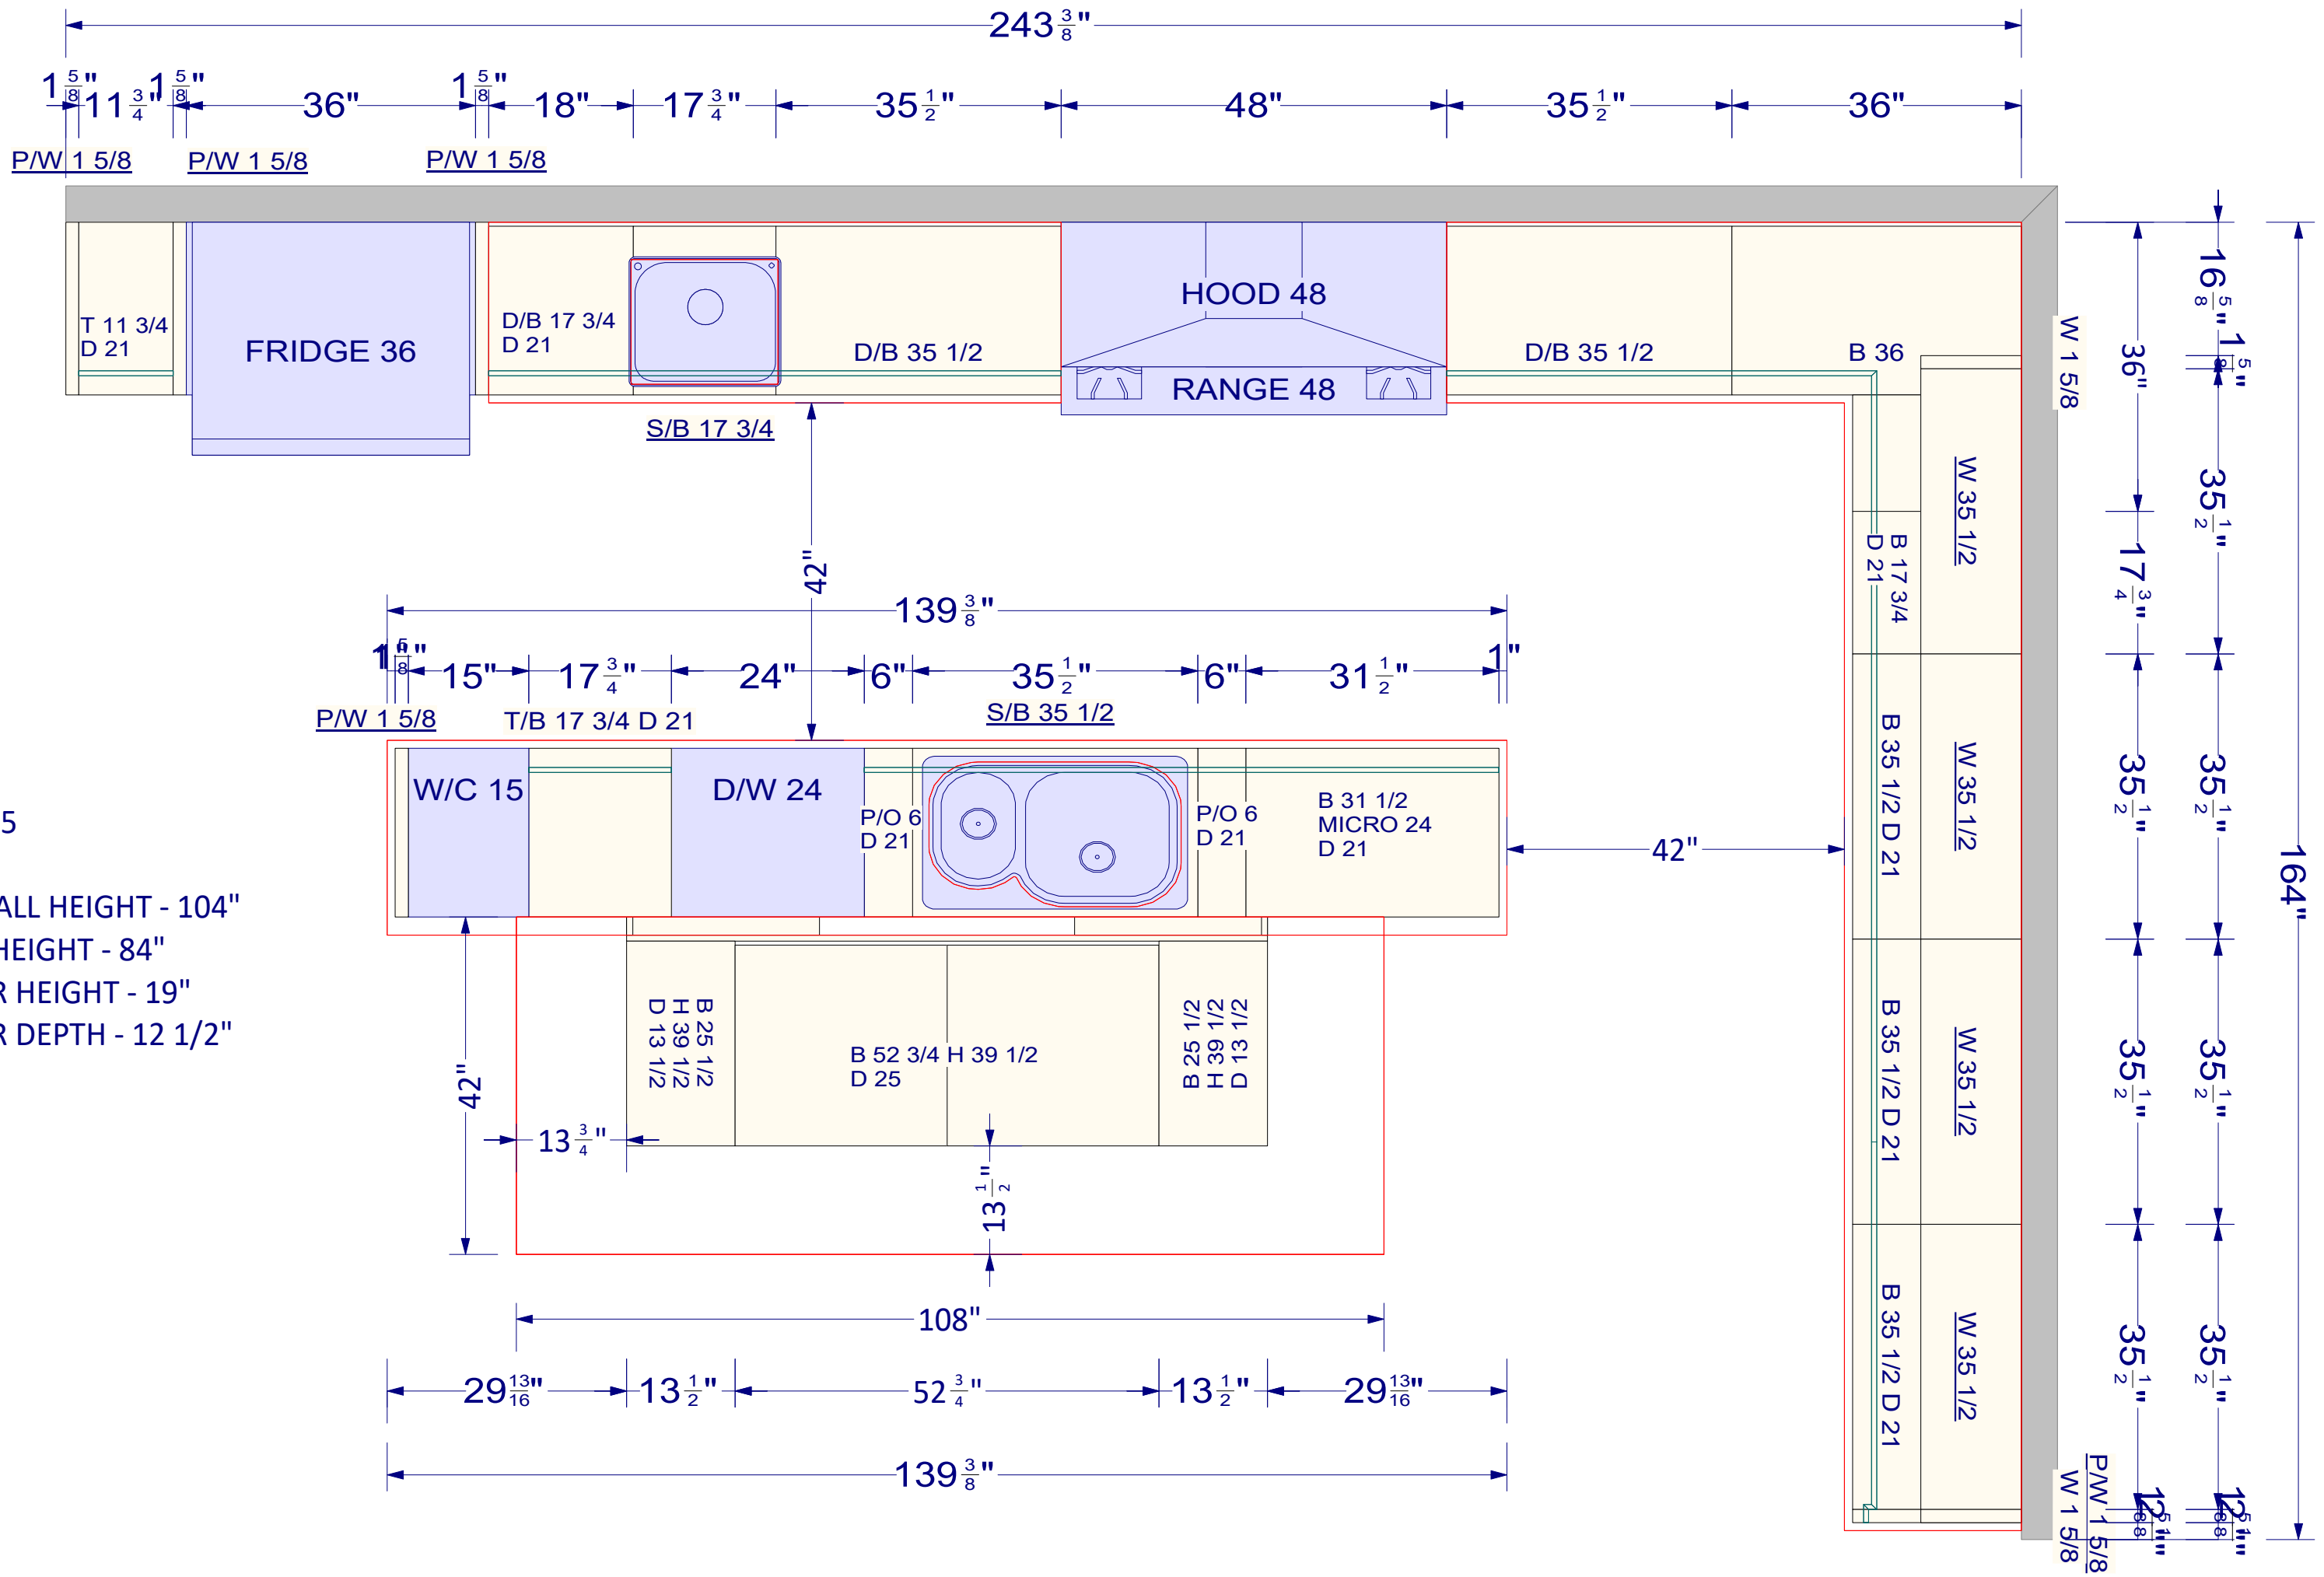 243 3/8"
1 5/8"
11 3/4"
1 5/8"
36"
1 5/8"
18"
17 3/4"
35 1/2"
48"
35 1/2"
36"
P/W 1 5/8
P/W 1 5/8
P/W 1 5/8
T 11 3/4
D 21
FRIDGE 36
D/B 17 3/4
D 21
D/B 35 1/2
S/B 17 3/4
HOOD 48
RANGE 48
D/B 35 1/2
B 36
W 1 5/8
36"
16 5/8"
1 5/8"
W 35 1/2
35 1/2"
B 17 3/4
D 21
17 3/4"
42"
139 3/8"
1"
5/8"
15"
17 3/4"
24"
6"
35 1/2"
6"
31 1/2"
1"
P/W 1 5/8
T/B 17 3/4 D 21
S/B 35 1/2
W/C 15
D/W 24
P/O 6
D 21
P/O 6
D 21
B 31 1/2
MICRO 24
D 21
42"
B 35 1/2 D 21
W 35 1/2
35 1/2"
35 1/2"
164"
5
ALL HEIGHT - 104"
HEIGHT - 84"
R HEIGHT - 19"
R DEPTH - 12 1/2"
42"
B 25 1/2
H 39 1/2
D 13 1/2
B 52 3/4 H 39 1/2
D 25
B 25 1/2
H 39 1/2
D 13 1/2
13 3/4"
13 1/2"
B 35 1/2 D 21
W 35 1/2
35 1/2"
35 1/2"
108"
29 13/16"
13 1/2"
52 3/4"
13 1/2"
29 13/16"
139 3/8"
B 35 1/2 D 21
W 35 1/2
35 1/2"
35 1/2"
P/W 1 5/8
W 1 5/8